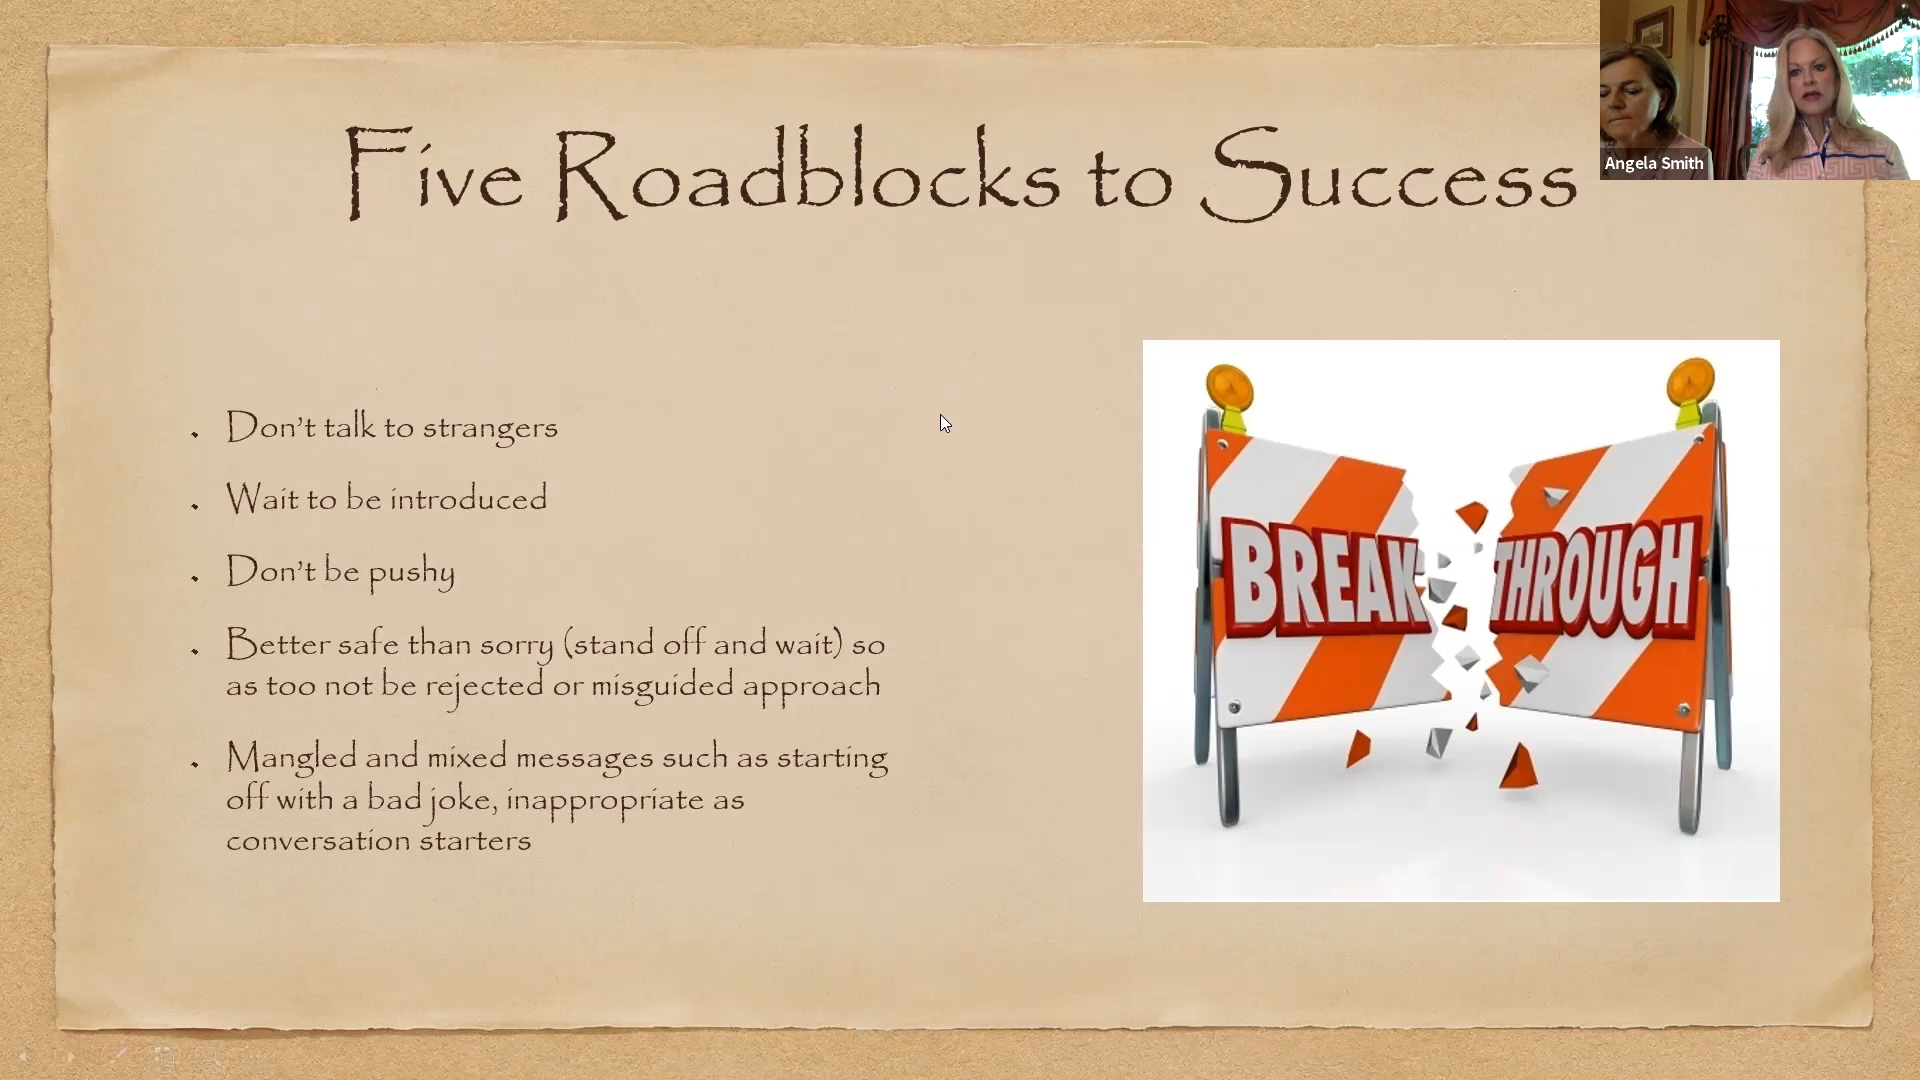 Five Roadblocks to Success
Angela Smith
. Don't talk to strangers
. Wait to be introduced
. Don't be pushy
. Better safe than sorry (stand off and wait) so
as too not be rejected or misguided approach
. Mangled and mixed messages such as starting
off with a bad joke, inappropriate as
conversation starters
BREAK THROUGH